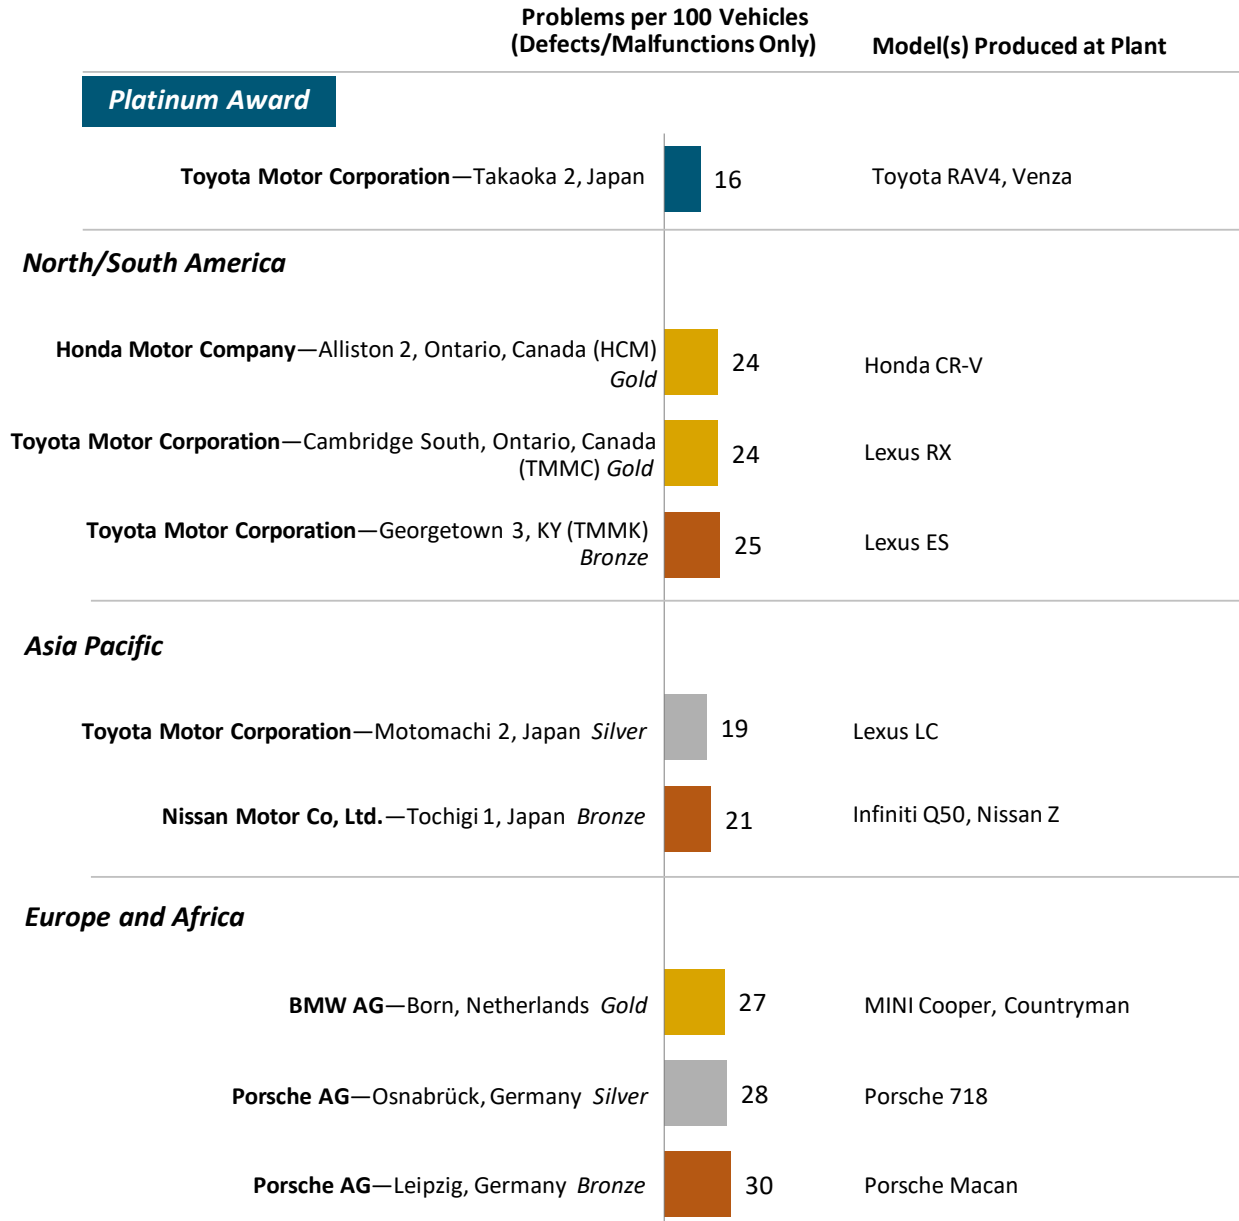 Problems per 100 Vehicles
(Defects/Malfunctions Only)
Model(s) Produced at Plant
Platinum Award
Toyota Motor Corporation—Takaoka 2, Japan 16 Toyota RAV4, Venza
North/South America
Honda Motor Company—Alliston 2, Ontario, Canada (HCM)
Gold
24 Honda CR-V
Toyota Motor Corporation—Cambridge South, Ontario, Canada
(TMMC) Gold
24 Lexus RX
Toyota Motor Corporation—Georgetown 3, KY (TMMK)
Bronze
25 Lexus ES
Asia Pacific
Toyota Motor Corporation—Motomachi 2, Japan Silver 19 Lexus LC
Nissan Motor Co, Ltd.—Tochigi 1, Japan Bronze 21 Infiniti Q50, Nissan Z
Europe and Africa
BMW AG—Born, Netherlands Gold 27 MINI Cooper, Countryman
Porsche AG—Osnabrück, Germany Silver 28 Porsche 718
Porsche AG—Leipzig, Germany Bronze 30 Porsche Macan